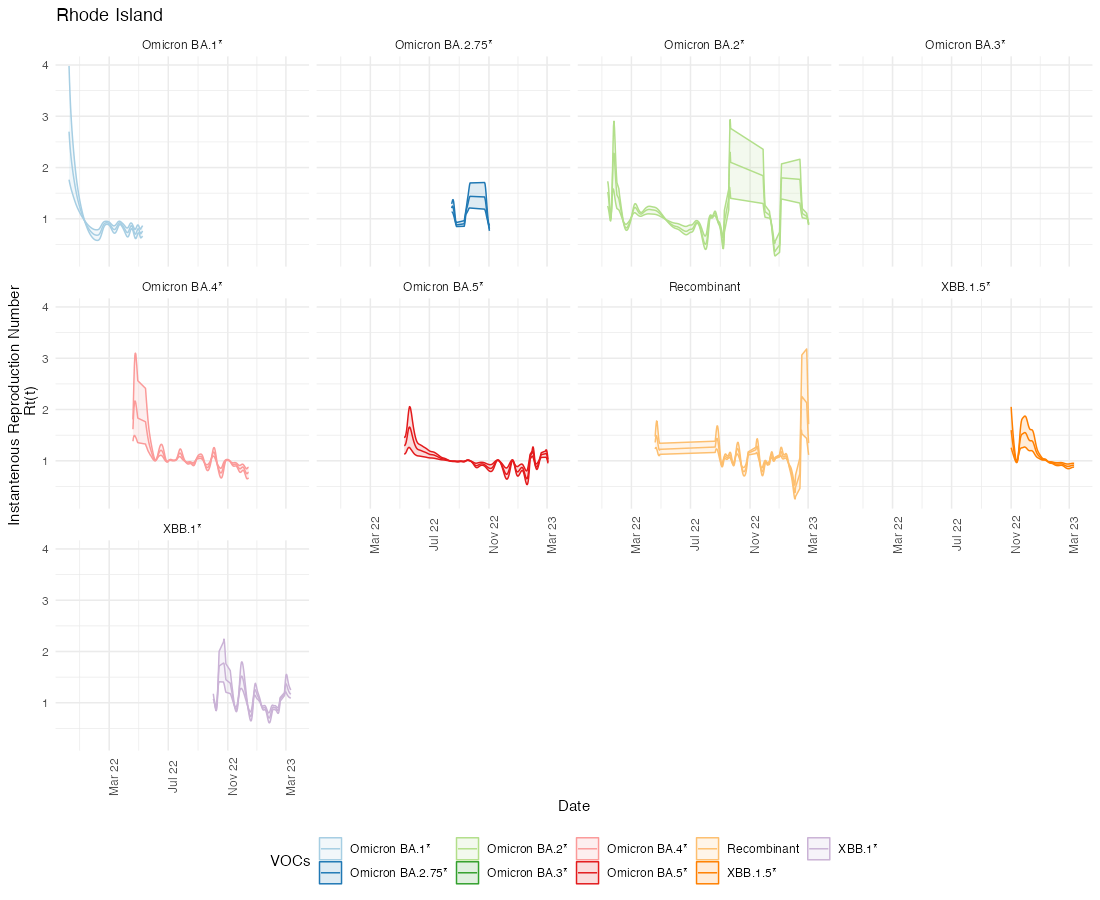 Rhode Island
Omicron BA.1*
Omicron BA.2.75*
Omicron BA.2*
Omicron BA.3*
4
3
2
1
Omicron BA.4*
Omicron BA.5*
Recombinant
XBB.1.5*
4
3
2
1
Mar 22
Jul 22
Nov 22
Mar 23
Mar 22
Jul 22
Nov 22
Mar 23
Mar 22
Jul 22
Nov 22
Mar 23
XBB.1*
4
3
2
1
Mar 22
Jul 22
Nov 22
Mar 23
Instantenous Reproduction Number
Rt(t)
Date
VOCs
Omicron BA.1*
Omicron BA.2*
Omicron BA.4*
Recombinant
XBB.1*
Omicron BA.2.75*
Omicron BA.3*
Omicron BA.5*
XBB.1.5*